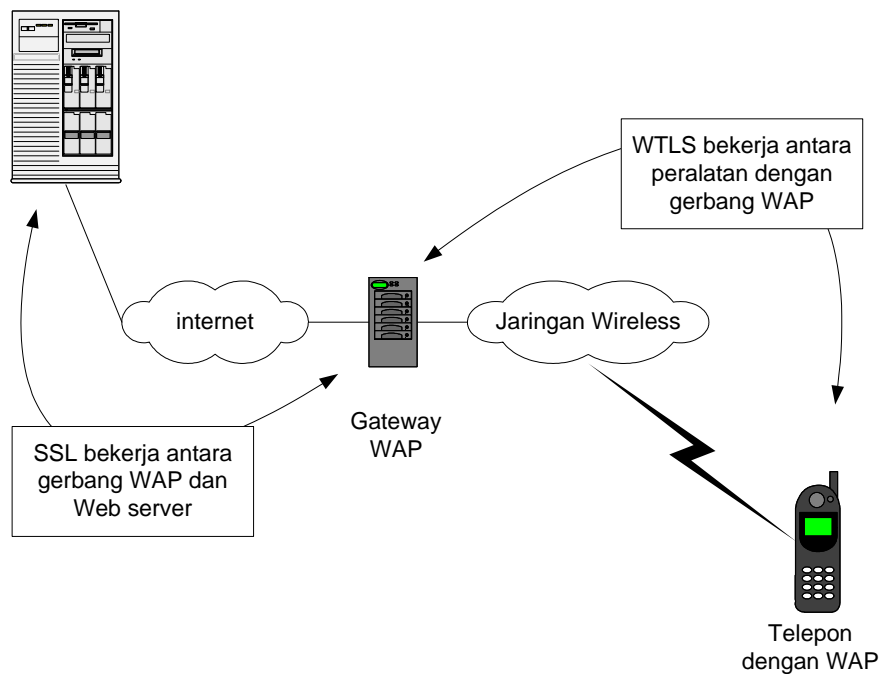 WTLS bekerja antara
peralatan dengan
gerbang WAP
internet
Jaringan Wireless
Gateway
WAP
SSL bekerja antara
gerbang WAP dan
Web server
Telepon
dengan WAP